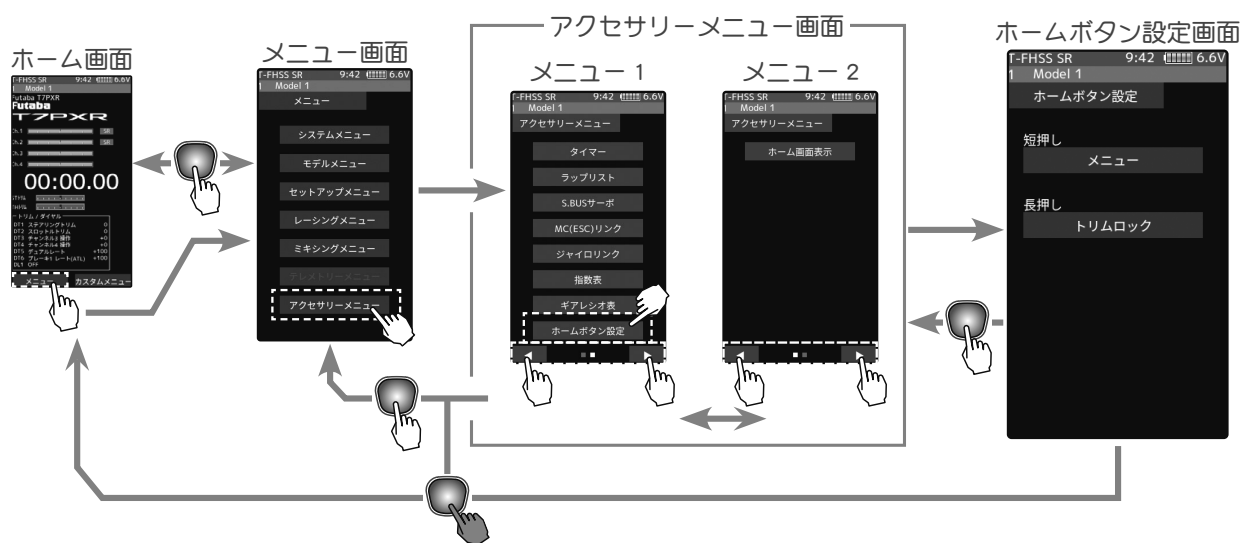 ホーム画面
T-FHSS SR 9:42 6.6V
1 Model 1
Futaba T7PXR
Futaba
T7PXR
Ch.1 SR
Ch.2 SR
Ch.3
Ch.4
00:00.00
トリム / ダイヤル
DT1 ステアリングトリム 0
DT2 スロットルトリム 0
DT3 チャンネル3 操作 +0
DT4 チャンネル4 操作 +0
DT5 デュアルレート +100
DT6 ブレーキ1 レート(ATL) +100
DL1 OFF
メニュー カスタムメニュー
メニュー画面
T-FHSS SR 9:42 6.6V
1 Model 1
メニュー
システムメニュー
モデルメニュー
セットアップメニュー
レーシングメニュー
ミキシングメニュー
テレメトリーメニュー
アクセサリーメニュー
アクセサリーメニュー画面
メニュー 1
T-FHSS SR 9:42 6.6V
1 Model 1
アクセサリーメニュー
タイマー
ラップリスト
S.BUSサーボ
MC(ESC)リンク
ジャイロリンク
指数表
ギアレシオ表
ホームボタン設定
メニュー 2
T-FHSS SR 9:42 6.6V
1 Model 1
アクセサリーメニュー
ホーム画面表示
ホームボタン設定画面
T-FHSS SR 9:42 6.6V
1 Model 1
ホームボタン設定
短押し
メニュー
長押し
トリムロック